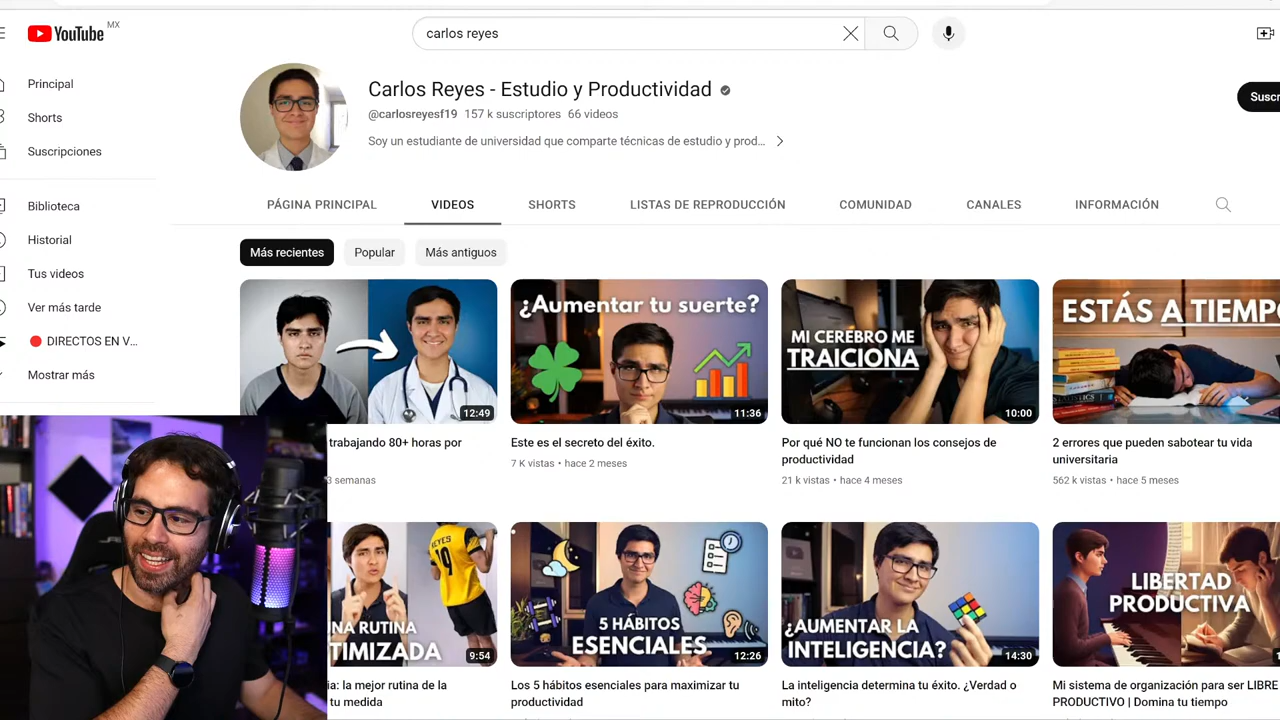 YouTube MX
carlos reyes
Principal
Shorts
Suscripciones
Biblioteca
Historial
Tus videos
Ver más tarde
DIRECTOS EN V...
Mostrar más
Carlos Reyes - Estudio y Productividad
@carlosreyesf19 157 k suscriptores 66 videos
Soy un estudiante de universidad que comparte técnicas de estudio y prod...
Suscr
PÁGINA PRINCIPAL VIDEOS SHORTS LISTAS DE REPRODUCCIÓN COMUNIDAD CANALES INFORMACIÓN
Más recientes Popular Más antiguos
12:49
trabajando 80+ horas por
3 semanas
¿Aumentar tu suerte?
11:36
Este es el secreto del éxito.
7 K vistas • hace 2 meses
MI CEREBRO ME
TRAICIONA
10:00
Por qué NO te funcionan los consejos de
productividad
21 k vistas • hace 4 meses
ESTÁS A TIEMPO
2 errores que pueden sabotear tu vida
universitaria
562 k vistas • hace 5 meses
REYES
19
UNA RUTINA
TIMIZADA
9:54
ia: la mejor rutina de la
tu medida
5 HÁBITOS
ESENCIALES
12:26
Los 5 hábitos esenciales para maximizar tu
productividad
¿AUMENTAR LA
INTELIGENCIA?
14:30
La inteligencia determina tu éxito. ¿Verdad o
mito?
LIBERTAD
PRODUCTIVA
Mi sistema de organización para ser LIBRE
PRODUCTIVO | Domina tu tiempo